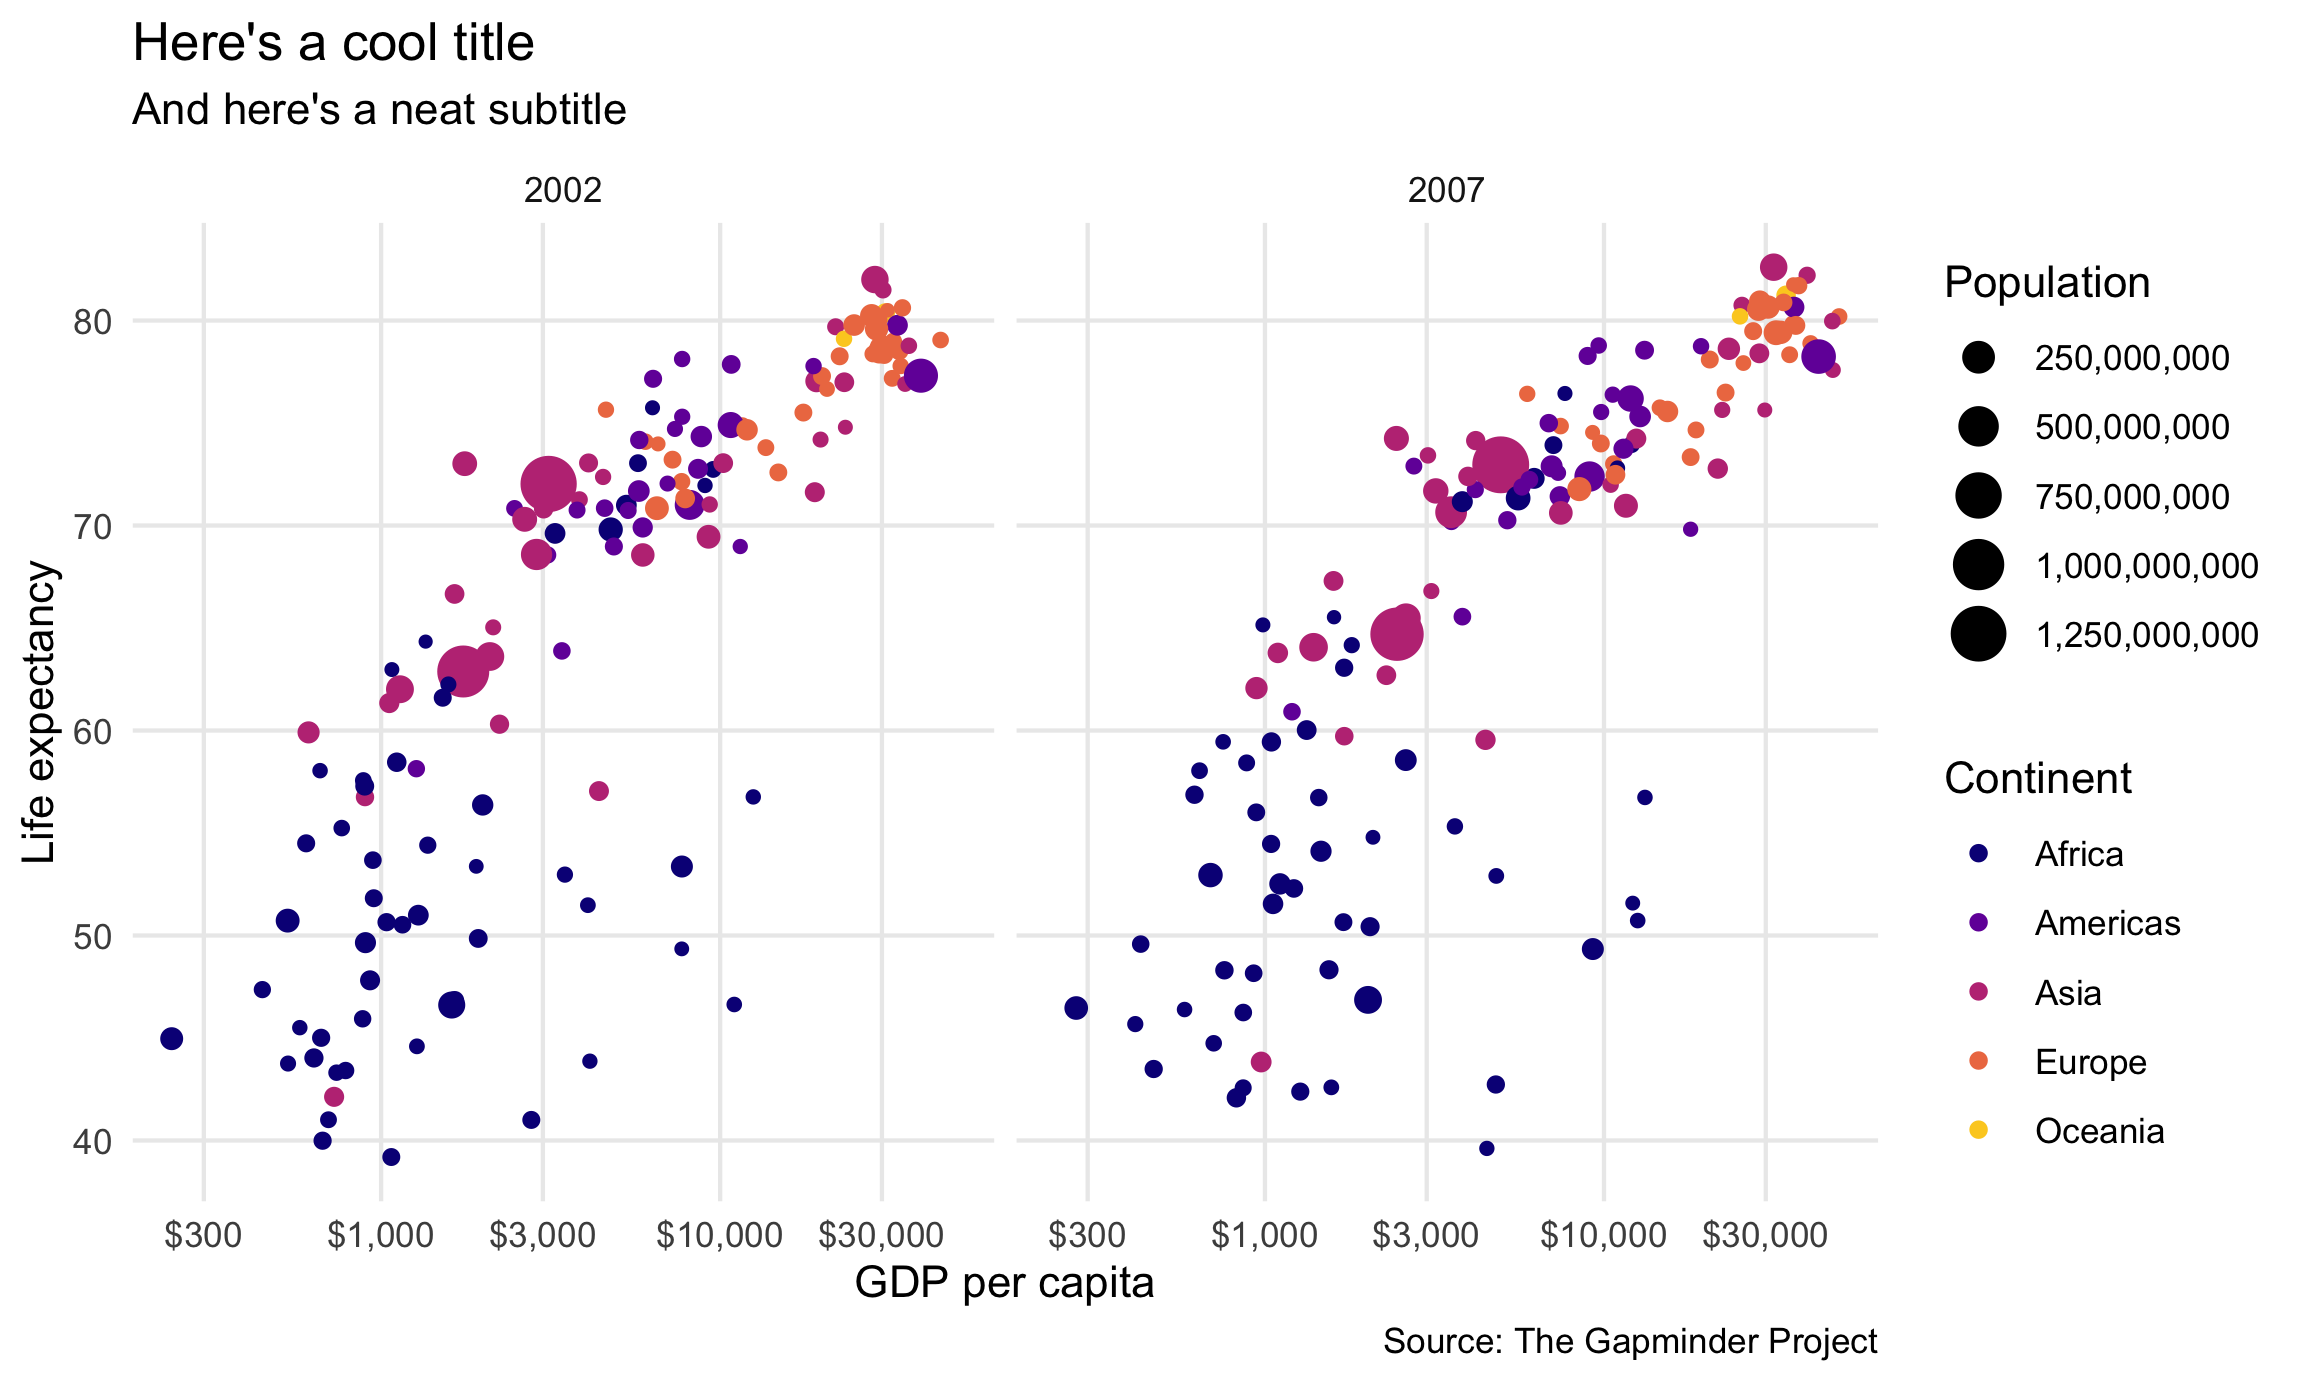 Here's a cool title
And here's a neat subtitle
2002
2007
Life expectancy
80
70
60
50
40
$300 $1,000 $3,000 $10,000 $30,000
$300 $1,000 $3,000 $10,000 $30,000
GDP per capita
Source: The Gapminder Project
Population
250,000,000
500,000,000
750,000,000
1,000,000,000
1,250,000,000
Continent
Africa
Americas
Asia
Europe
Oceania